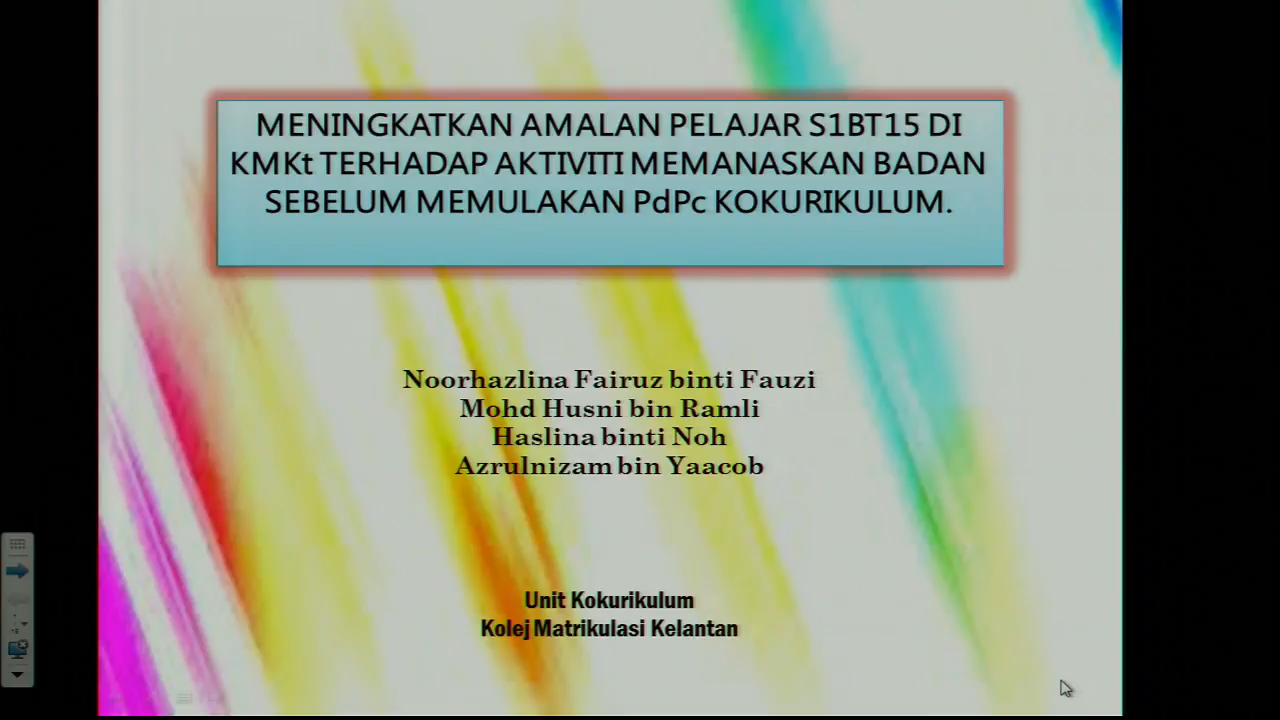 MENINGKATKAN AMALAN PELAJAR S1BT15 DI
KMKt TERHADAP AKTIVITI MEMANASKAN BADAN
SEBELUM MEMULAKAN PdPc KOKURIKULUM.
Noorhazlina Fairuz binti Fauzi
Mohd Husni bin Ramli
Haslina binti Noh
Azrulnizam bin Yaacob
Unit Kokurikulum
Kolej Matrikulasi Kelantan